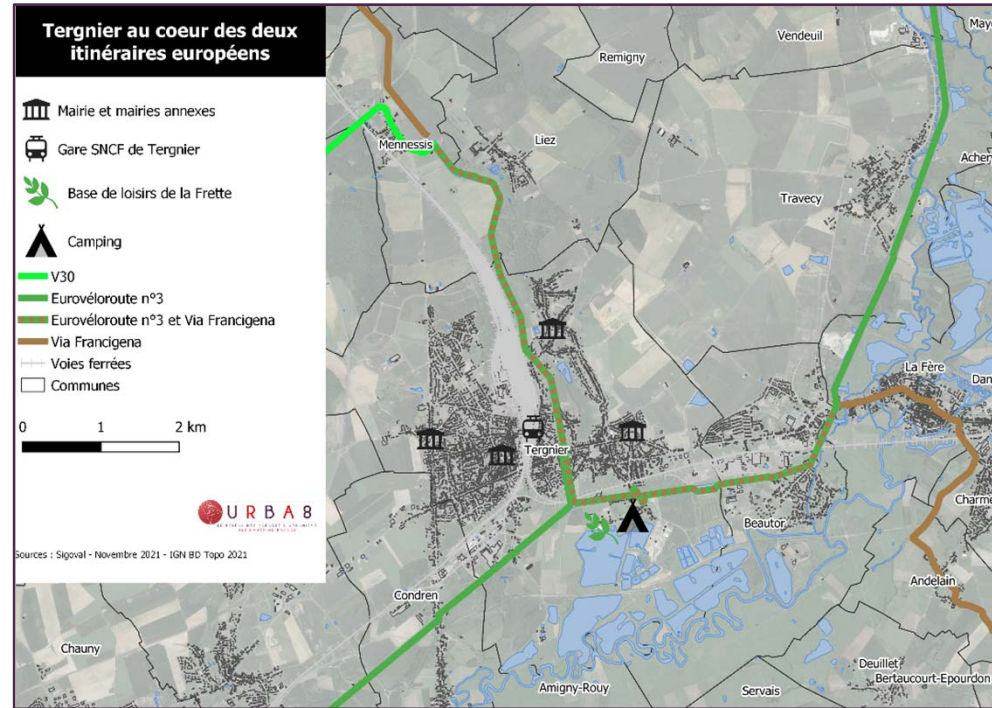 Tergnier au coeur des deux
itinéraires européens
Mairie et mairies annexes
Gare SNCF de Tergnier
Base de loisirs de la Frette
Camping
V30
Eurovéloroute n°3
Eurovéloroute n°3 et Via Francigena
Via Francigena
Voies ferrées
Communes
0 1 2 km
URBA8
Sources : Sigoval - Novembre 2021 - IGN BD Topo 2021
Vendeuil
Remigny
Mennessis
Liez
Travecy
La Fère
Tergnier
Beautor
Andelain
Condren
Chauny
Deuillet
Bertaucourt-Epourdon
Amigny-Rouy
Servais